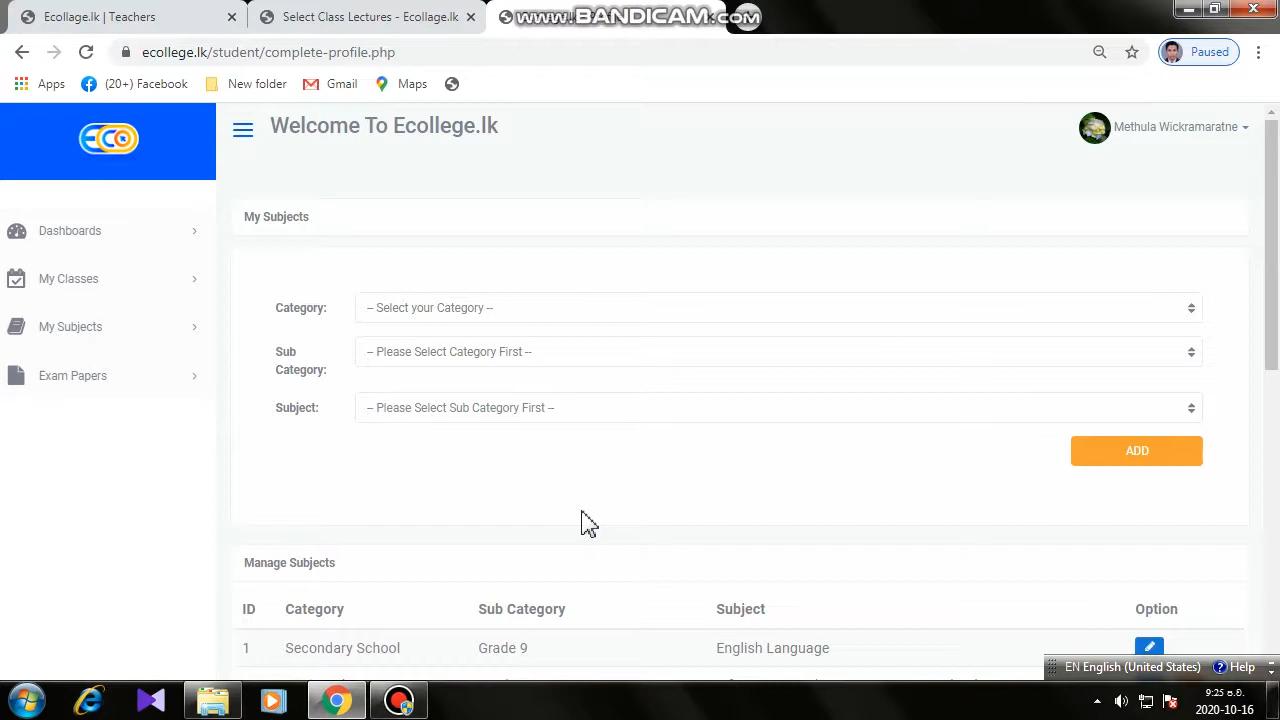 Ecollage.lk | Teachers
Select Class Lectures - Ecollage.lk
www.BANDICAM.com
ecollege.lk/student/complete-profile.php
Paused
Apps
(20+) Facebook
New folder
Gmail
Maps
ECO
Welcome To Ecollege.lk
Methula Wickramaratne
Dashboards
My Classes
My Subjects
Exam Papers
My Subjects
Category:
-- Select your Category --
Sub
Category:
-- Please Select Category First --
Subject:
-- Please Select Sub Category First --
ADD
Manage Subjects
ID Category Sub Category Subject Option
1 Secondary School Grade 9 English Language
EN English (United States) Help
9:25 ප.ව.
2020-10-16